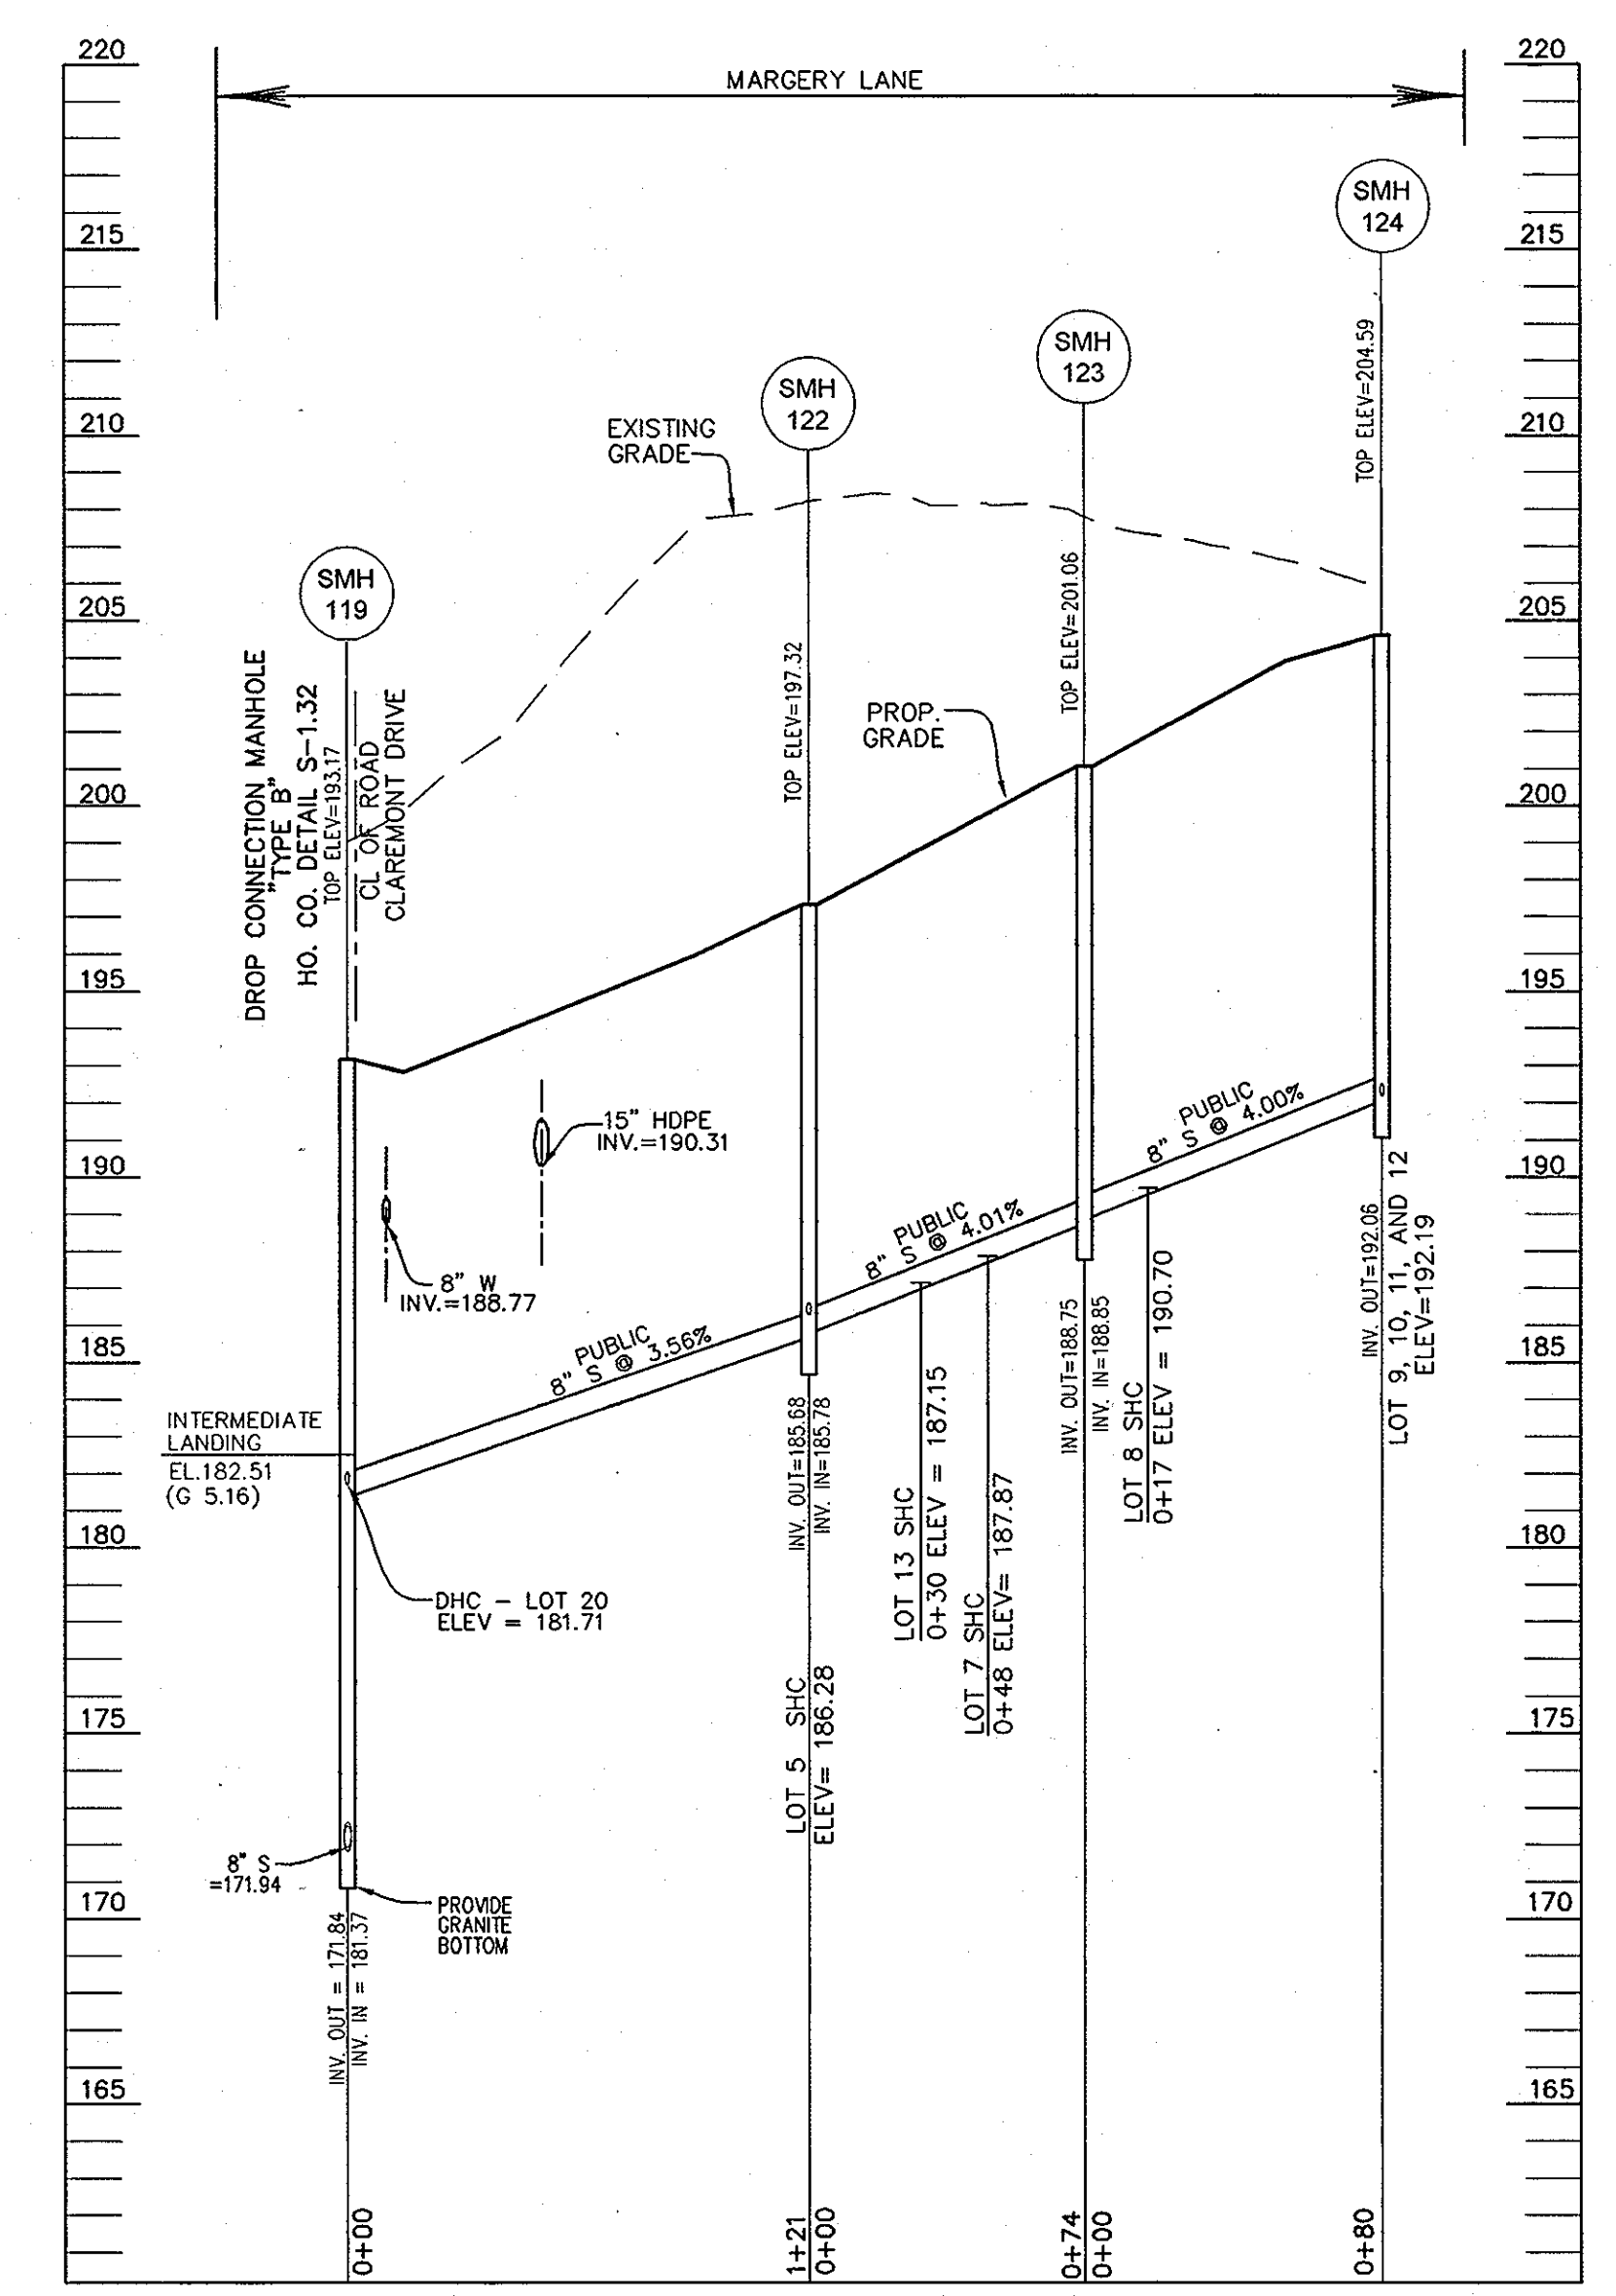 220
220
MARGERY LANE
SMH
124
215
215
TOP ELEV=204.59
SMH
123
SMH
122
210
210
EXISTING
GRADE
TOP ELEV=201.06
SMH
119
205
205
DROP CONNECTION MANHOLE
"TYPE B"
HO. CO. DETAIL S-1.32
TOP ELEV=193.17
CL OF ROAD
CLAREMONT DRIVE
TOP ELEV=197.32
PROP.
GRADE
200
200
195
195
15" HDPE
INV.=190.31
PUBLIC
8" S @ 4.00%
190
190
8" W
INV.=188.77
PUBLIC
8" S @ 4.01%
PUBLIC
8" S @ 3.56%
185
185
INV. OUT=185.68
INV. IN=185.78
INV. OUT=188.75
INV. IN=188.85
INV. OUT=192.06
LOT 9, 10, 11, AND 12
ELEV=192.19
LOT 13 SHC
0+30 ELEV = 187.15
LOT 7 SHC
0+48 ELEV= 187.87
LOT 8 SHC
0+17 ELEV = 190.70
INTERMEDIATE
LANDING
EL.182.51
(G 5.16)
180
180
DHC - LOT 20
ELEV = 181.71
LOT 5 SHC
ELEV= 186.28
175
175
8" S
=171.94
170
170
PROVIDE
GRANITE
BOTTOM
INV. OUT = 171.84
INV. IN = 181.37
165
165
0+00
1+21
0+00
0+74
0+00
0+80